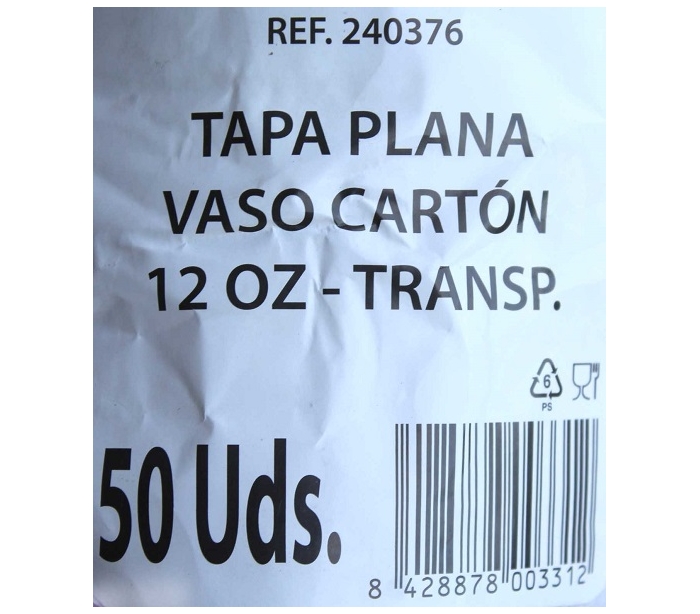 REF. 240376
TAPA PLANA
VASO CARTÓN
12 OZ - TRANSP.
6
PS
50 Uds.
8 428878 003312